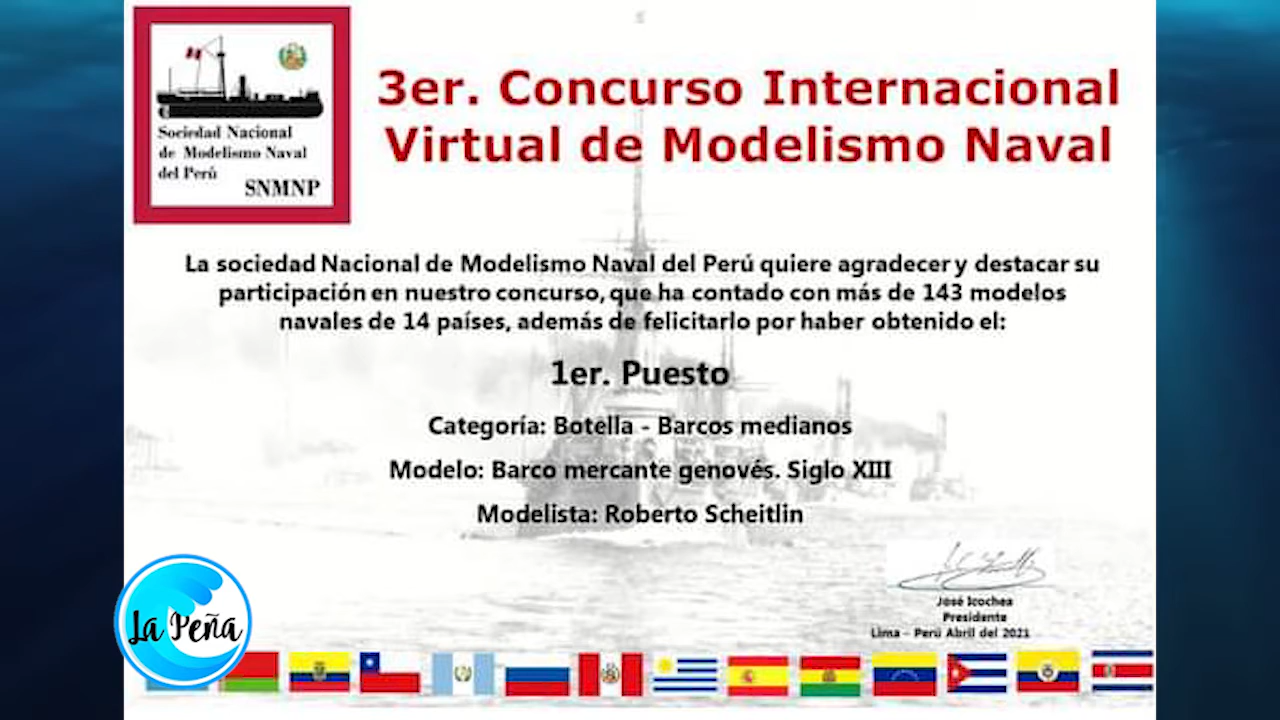 Sociedad Nacional
de Modelismo Naval
del Perú
SNMNP
3er. Concurso Internacional
Virtual de Modelismo Naval
La sociedad Nacional de Modelismo Naval del Perú quiere agradecer y destacar su
participación en nuestro concurso, que ha contado con más de 143 modelos
navales de 14 países, además de felicitarlo por haber obtenido el:
1er. Puesto
Categoría: Botella - Barcos medianos
Modelo: Barco mercante genovés. Siglo XIII
Modelista: Roberto Scheitlin
José Icochea
Presidente
Lima - Perú Abril del 2021
La Peña